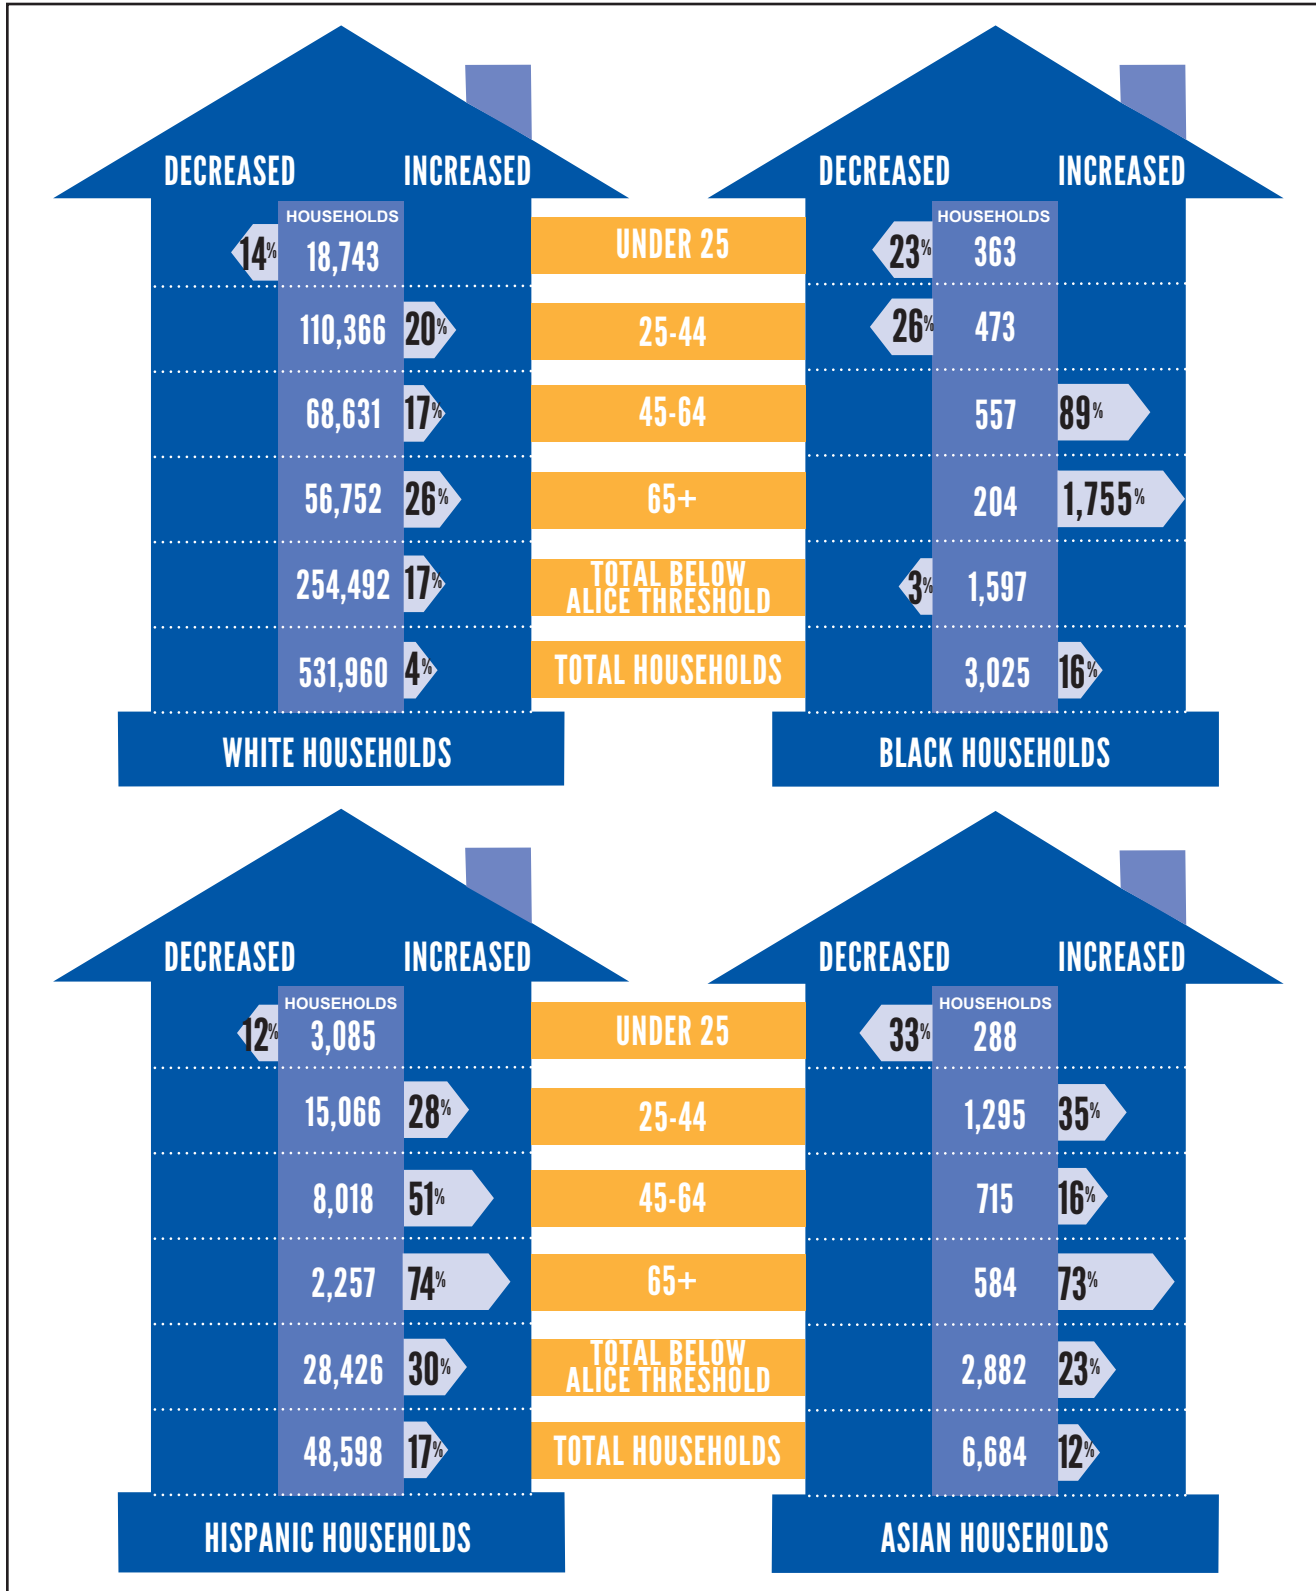 DECREASED INCREASED
HOUSEHOLDS
14% 18,743
110,366 20%
68,631 17%
56,752 26%
254,492 17%
531,960 4%
WHITE HOUSEHOLDS
UNDER 25
25-44
45-64
65+
TOTAL BELOW
ALICE THRESHOLD
TOTAL HOUSEHOLDS
DECREASED INCREASED
HOUSEHOLDS
23% 363
26% 473
557 89%
204 1,755%
3% 1,597
3,025 16%
BLACK HOUSEHOLDS
DECREASED INCREASED
HOUSEHOLDS
12% 3,085
15,066 28%
8,018 51%
2,257 74%
28,426 30%
48,598 17%
HISPANIC HOUSEHOLDS
UNDER 25
25-44
45-64
65+
TOTAL BELOW
ALICE THRESHOLD
TOTAL HOUSEHOLDS
DECREASED INCREASED
HOUSEHOLDS
33% 288
1,295 35%
715 16%
584 73%
2,882 23%
6,684 12%
ASIAN HOUSEHOLDS